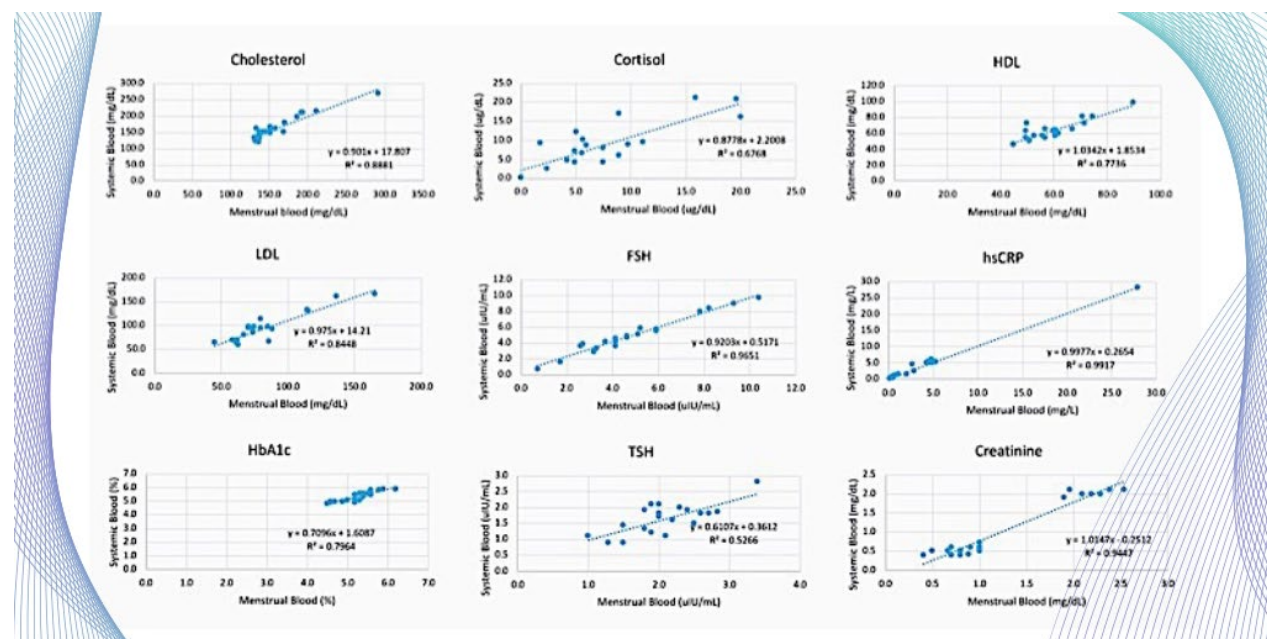 Cholesterol
Systemic Blood (mg/dL)
300.0
250.0
200.0
150.0
100.0
50.0
0.0
y = 0.901x + 17.807
R² = 0.8881
0.0 50.0 100.0 150.0 200.0 250.0 300.0 350.0
Menstrual blood (mg/dL)
Cortisol
Systemic Blood (ug/dL)
25.0
20.0
15.0
10.0
5.0
0.0
y = 0.8778x + 2.2008
R² = 0.6768
0.0 5.0 10.0 15.0 20.0 25.0
Menstrual Blood (ug/dL)
HDL
Systemic Blood (mg/dL)
120.0
100.0
80.0
60.0
40.0
20.0
0.0
y = 1.0342x + 1.8534
R² = 0.7736
0.0 20.0 40.0 60.0 80.0 100.0
Menstrual Blood (mg/dL)
LDL
Systemic Blood (mg/dL)
200.0
150.0
100.0
50.0
0.0
y = 0.975x + 14.21
R² = 0.8448
0.0 50.0 100.0 150.0 200.0
Menstrual Blood (mg/dL)
FSH
Systemic Blood (uIU/mL)
12.0
10.0
8.0
6.0
4.0
2.0
0.0
y = 0.9203x + 0.5171
R² = 0.9651
0.0 2.0 4.0 6.0 8.0 10.0 12.0
Menstrual Blood (uIU/mL)
hsCRP
Systemic Blood (mg/L)
30.0
25.0
20.0
15.0
10.0
5.0
0.0
y = 0.9977x + 0.2654
R² = 0.9917
0.0 5.0 10.0 15.0 20.0 25.0 30.0
Menstrual Blood (mg/L)
HbA1c
Systemic Blood (%)
7.0
6.0
5.0
4.0
3.0
2.0
1.0
0.0
y = 0.7096x + 1.6087
R² = 0.7964
0.0 1.0 2.0 3.0 4.0 5.0 6.0 7.0
Menstrual Blood (%)
TSH
Systemic Blood (uIU/mL)
3.0
2.5
2.0
1.5
1.0
0.5
0.0
y = 0.6107x + 0.3612
R² = 0.5266
0.0 1.0 2.0 3.0 4.0
Menstrual Blood (uIU/mL)
Creatinine
Systemic Blood (mg/dL)
2.5
2.0
1.5
1.0
0.5
0.0
y = 1.0147x - 0.2512
R² = 0.9447
0.0 0.5 1.0 1.5 2.0 2.5 3.0
Menstrual Blood (mg/dL)